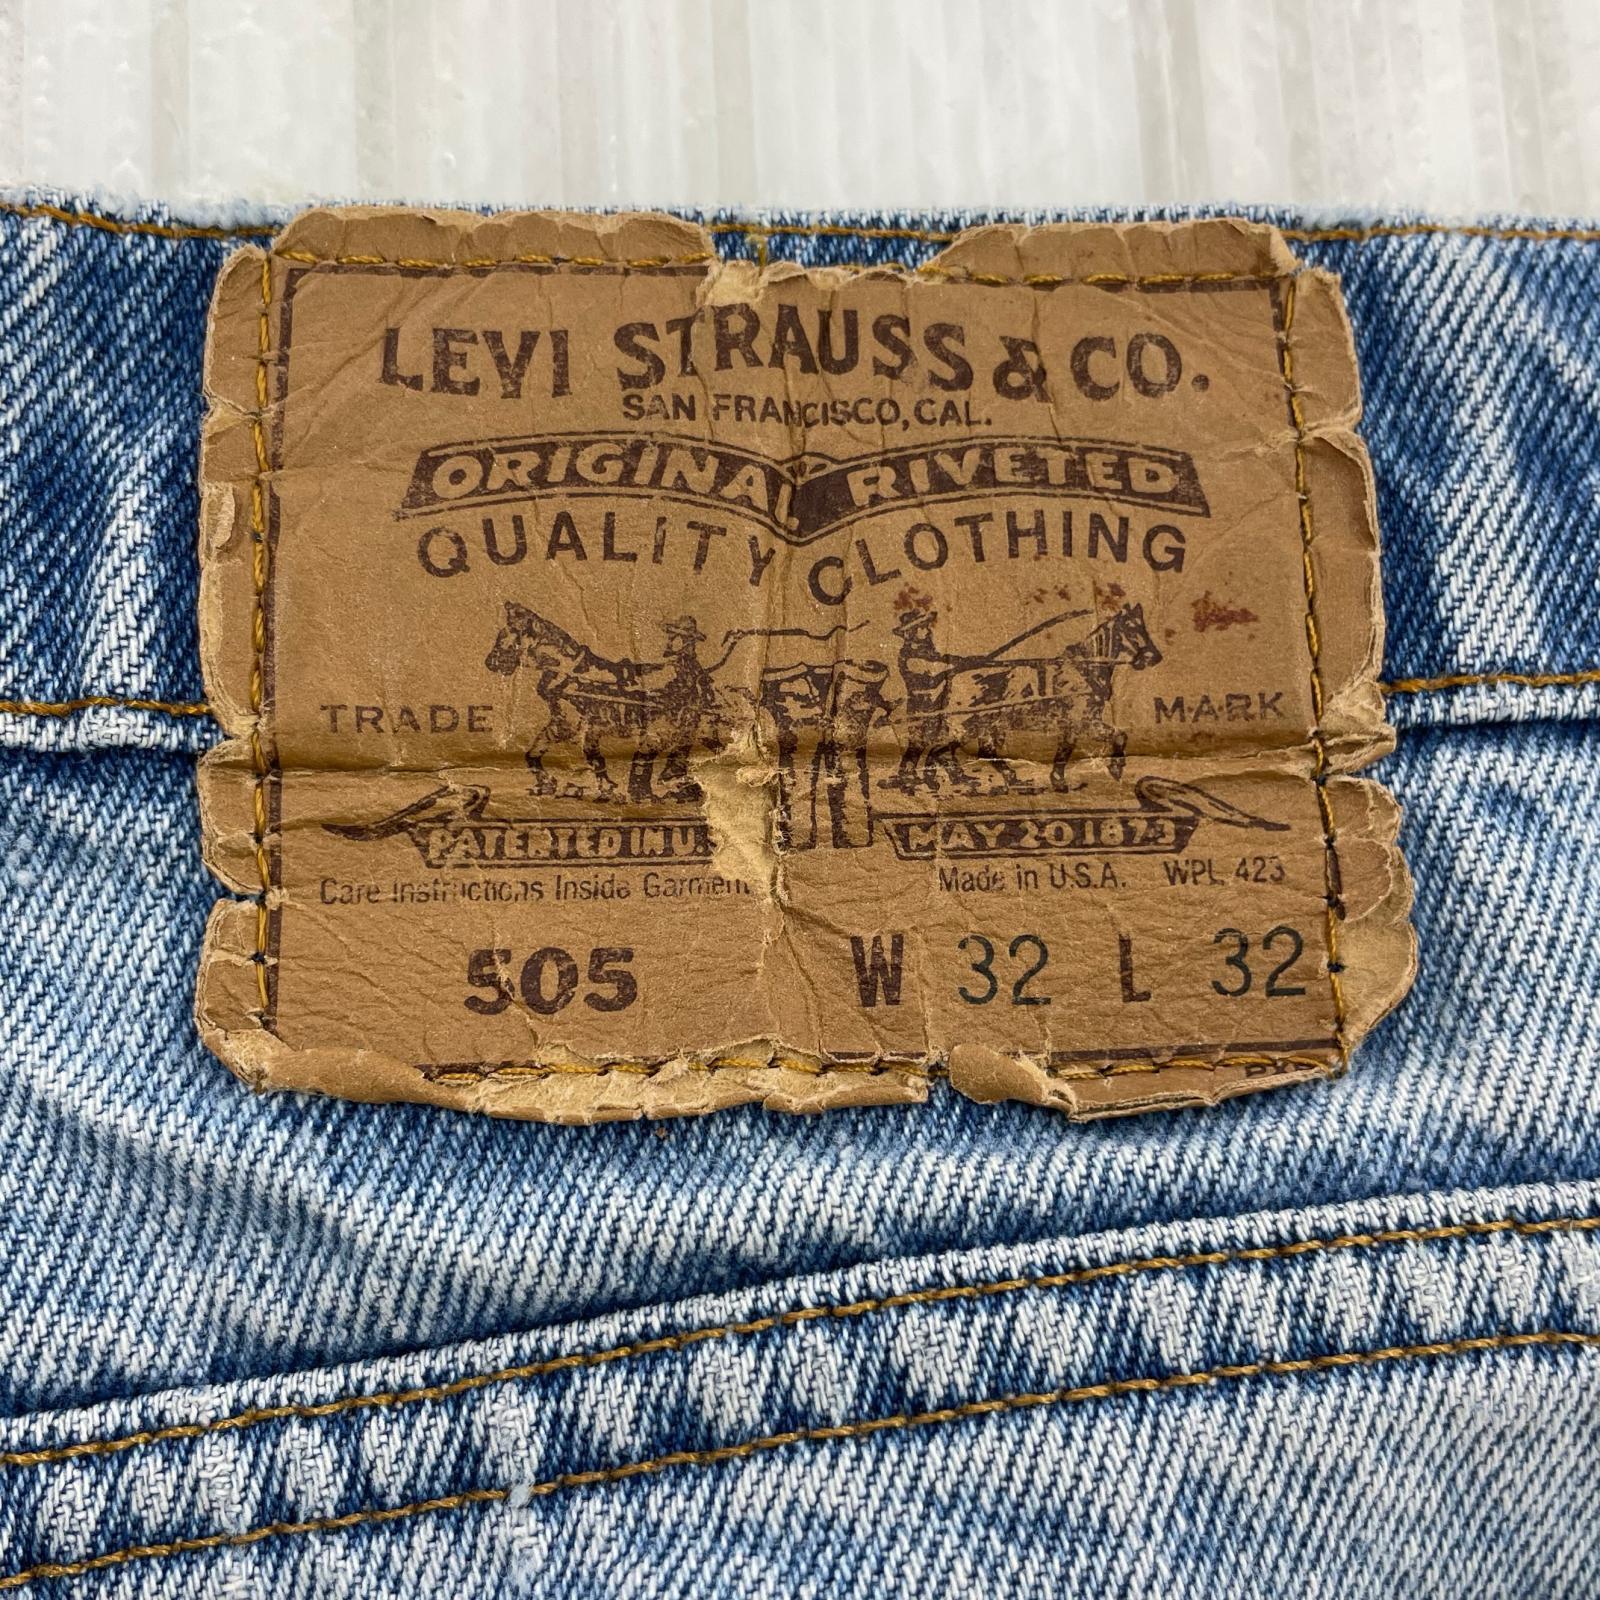 LEVI STRAUSS & CO.
SAN FRANCISCO, CAL.
ORIGINAL RIVETED
QUALITY CLOTHING
TRADE MARK
PATENTED IN U.S MAY 20 1873
Care Instructions Inside Garment Made in U.S.A. WPL 423
505 W 32 L 32